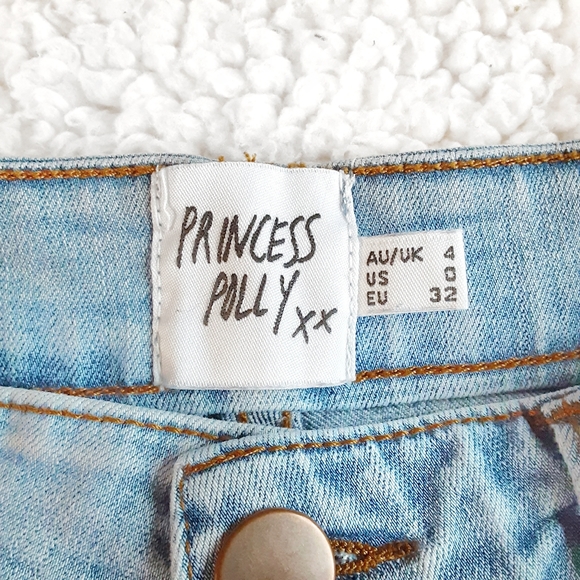 PRINCESS
POLLY xx
AU/UK 4
US 0
EU 32